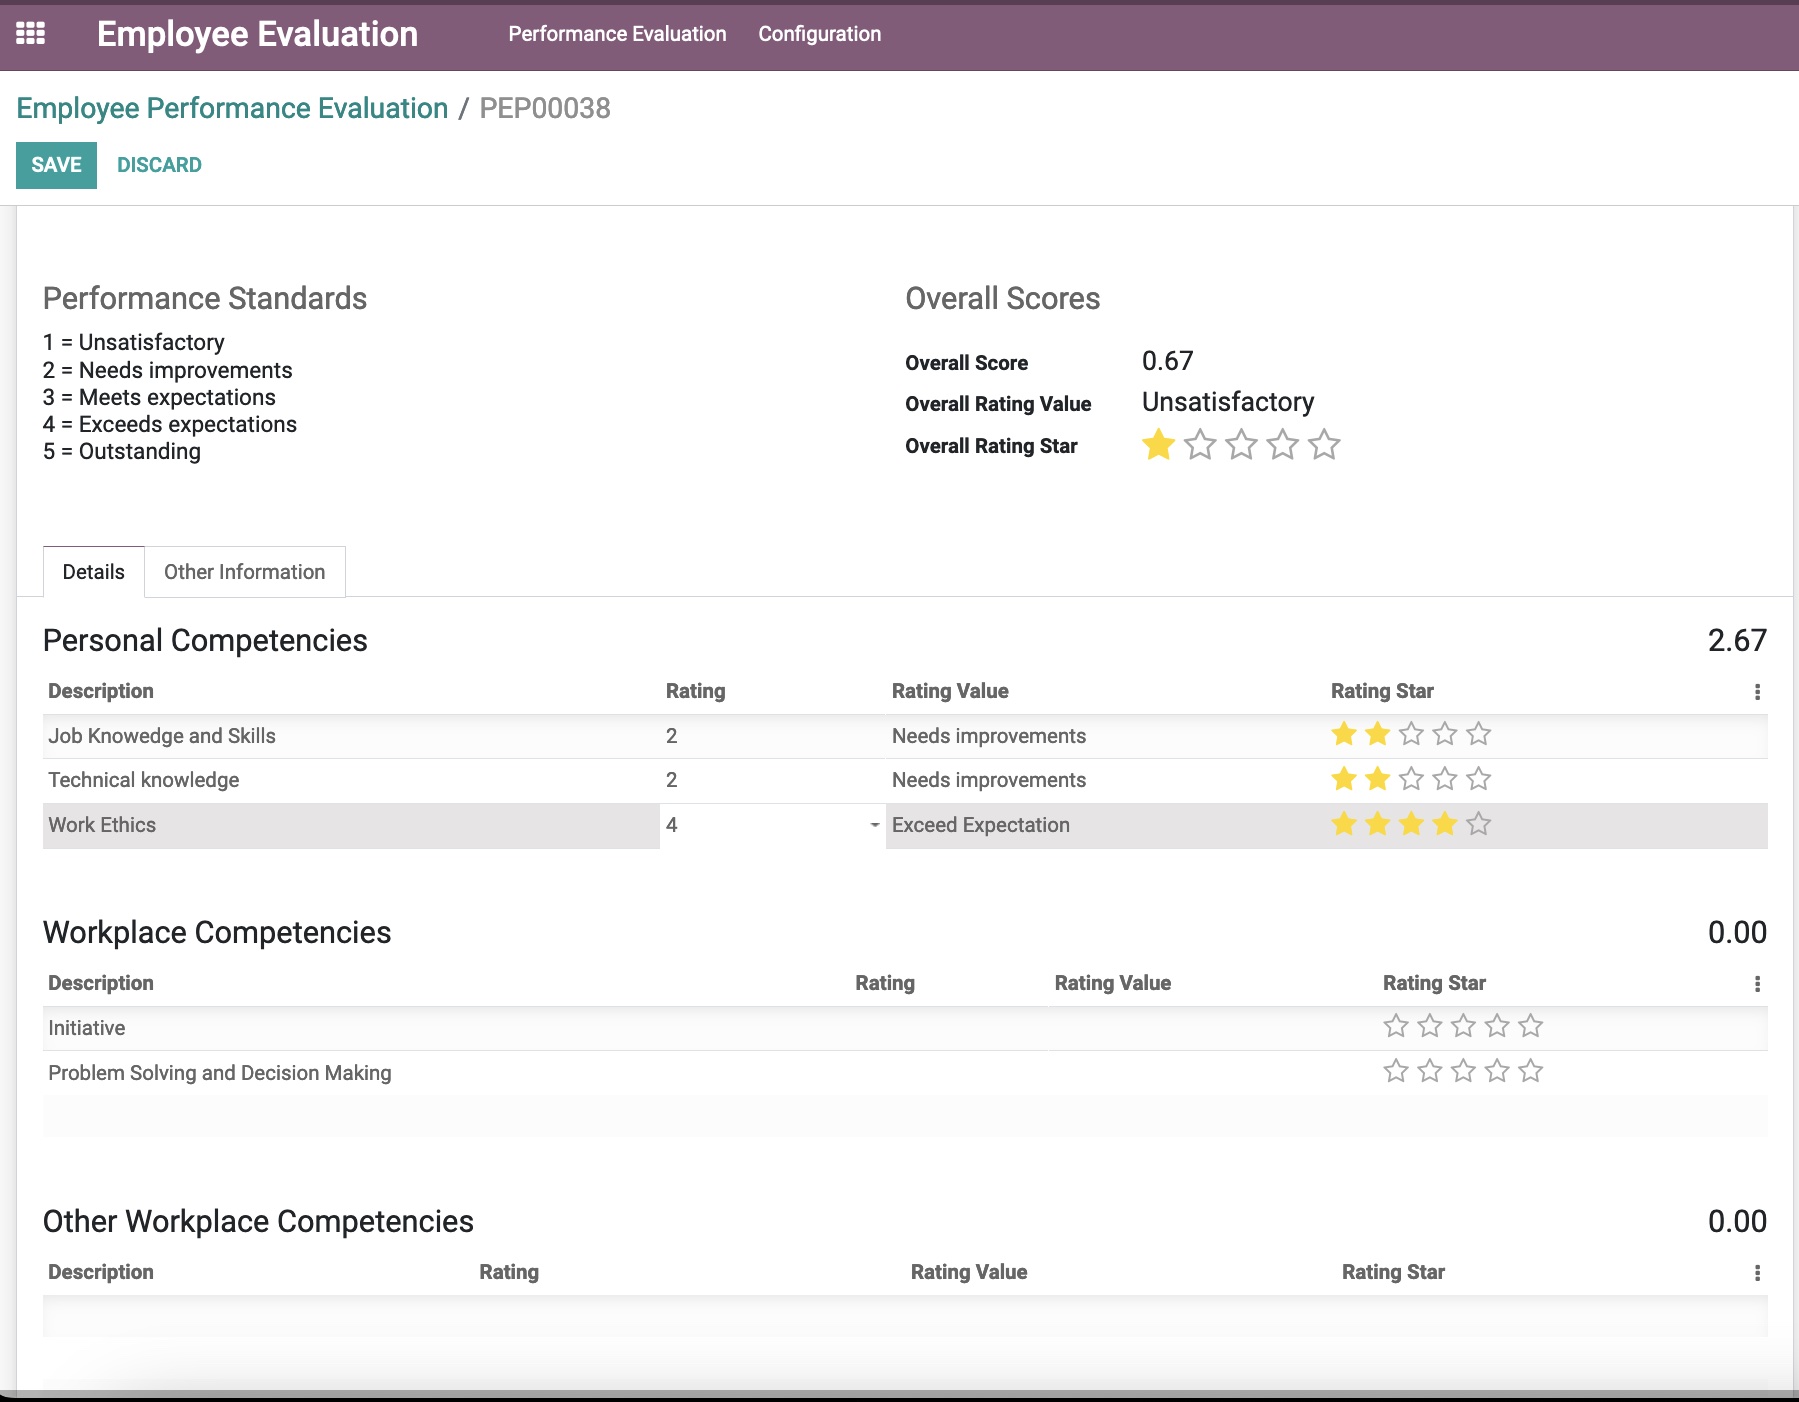 Employee Evaluation Performance Evaluation Configuration
Employee Performance Evaluation / PEP00038
SAVE DISCARD
Performance Standards
1 = Unsatisfactory
2 = Needs improvements
3 = Meets expectations
4 = Exceeds expectations
5 = Outstanding
Overall Scores
Overall Score 0.67
Overall Rating Value Unsatisfactory
Overall Rating Star
Details Other Information
Personal Competencies 2.67
Description Rating Rating Value Rating Star
Job Knowedge and Skills 2 Needs improvements
Technical knowledge 2 Needs improvements
Work Ethics 4 Exceed Expectation
Workplace Competencies 0.00
Description Rating Rating Value Rating Star
Initiative
Problem Solving and Decision Making
Other Workplace Competencies 0.00
Description Rating Rating Value Rating Star